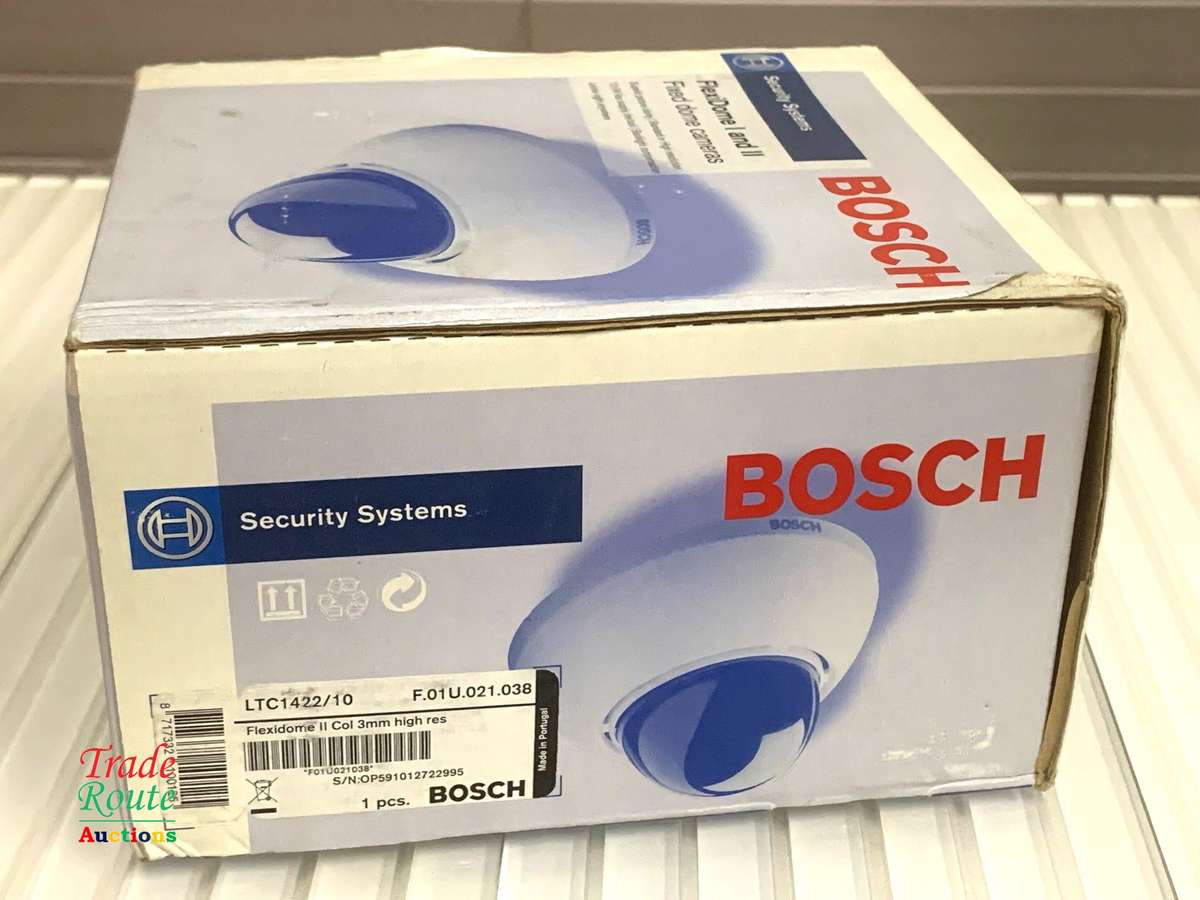 Security Systems
FlexiDome I and II
Fixed dome cameras
BOSCH
BOSCH
Security Systems
BOSCH
BOSCH
LTC1422/10 F.01U.021.038
Flexidome II Col 3mm high res
*F01U021038*
S/N:OP591012722995
1 pcs. BOSCH
Made in Portugal
Trade
Route
Auctions